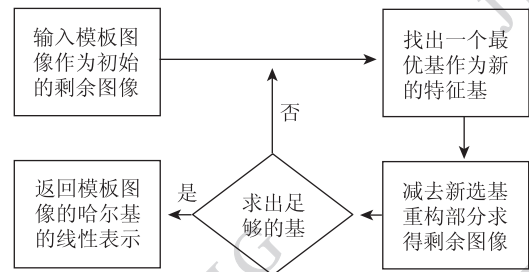 输入模板图
像作为初始
的剩余图像
找出一个最
优基作为新
的特征基
否
返回模板图
像的哈尔基
的线性表示
是
求出足
够的基
减去新选基
重构部分求
得剩余图像